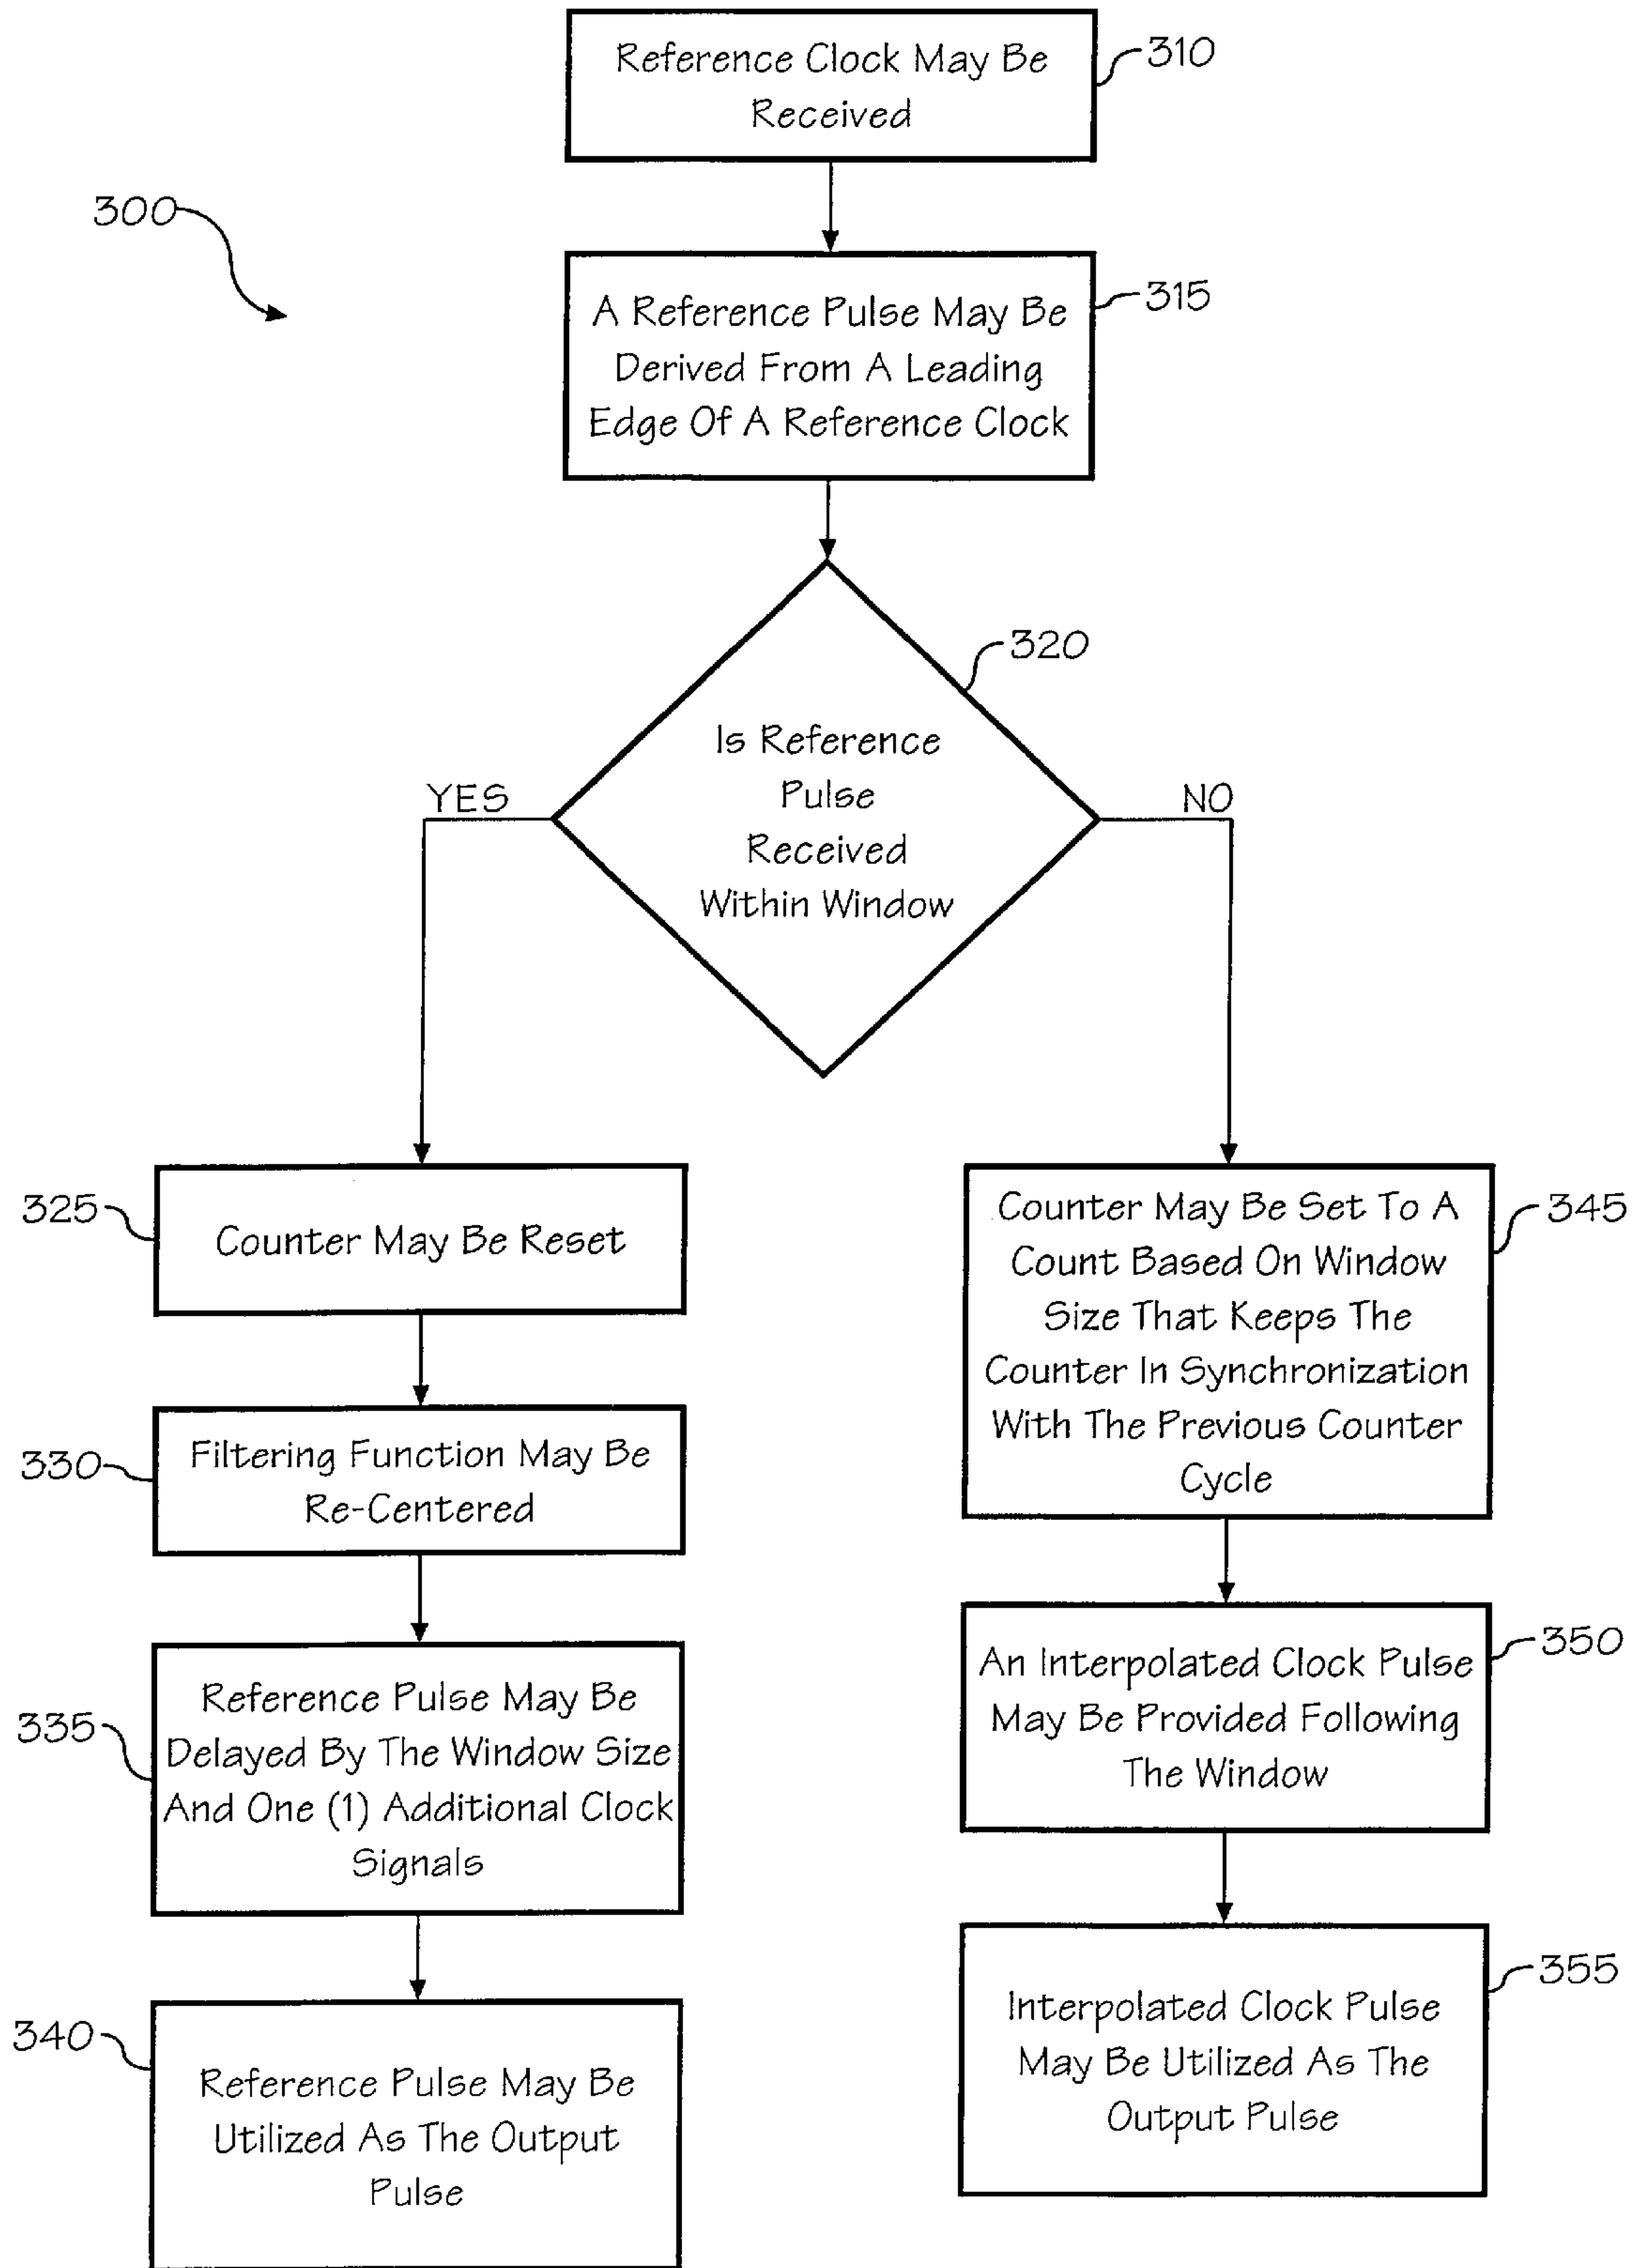 Reference Clock May Be
Received
310
300
A Reference Pulse May Be
Derived From A Leading
Edge Of A Reference Clock
315
320
Is Reference
Pulse
Received
Within Window
YES
NO
325
Counter May Be Reset
330
Filtering Function May Be
Re-Centered
335
Reference Pulse May Be
Delayed By The Window Size
And One (1) Additional Clock
Signals
340
Reference Pulse May Be
Utilized As The Output
Pulse
Counter May Be Set To A
Count Based On Window
Size That Keeps The
Counter In Synchronization
With The Previous Counter
Cycle
345
An Interpolated Clock Pulse
May Be Provided Following
The Window
350
Interpolated Clock Pulse
May Be Utilized As The
Output Pulse
355